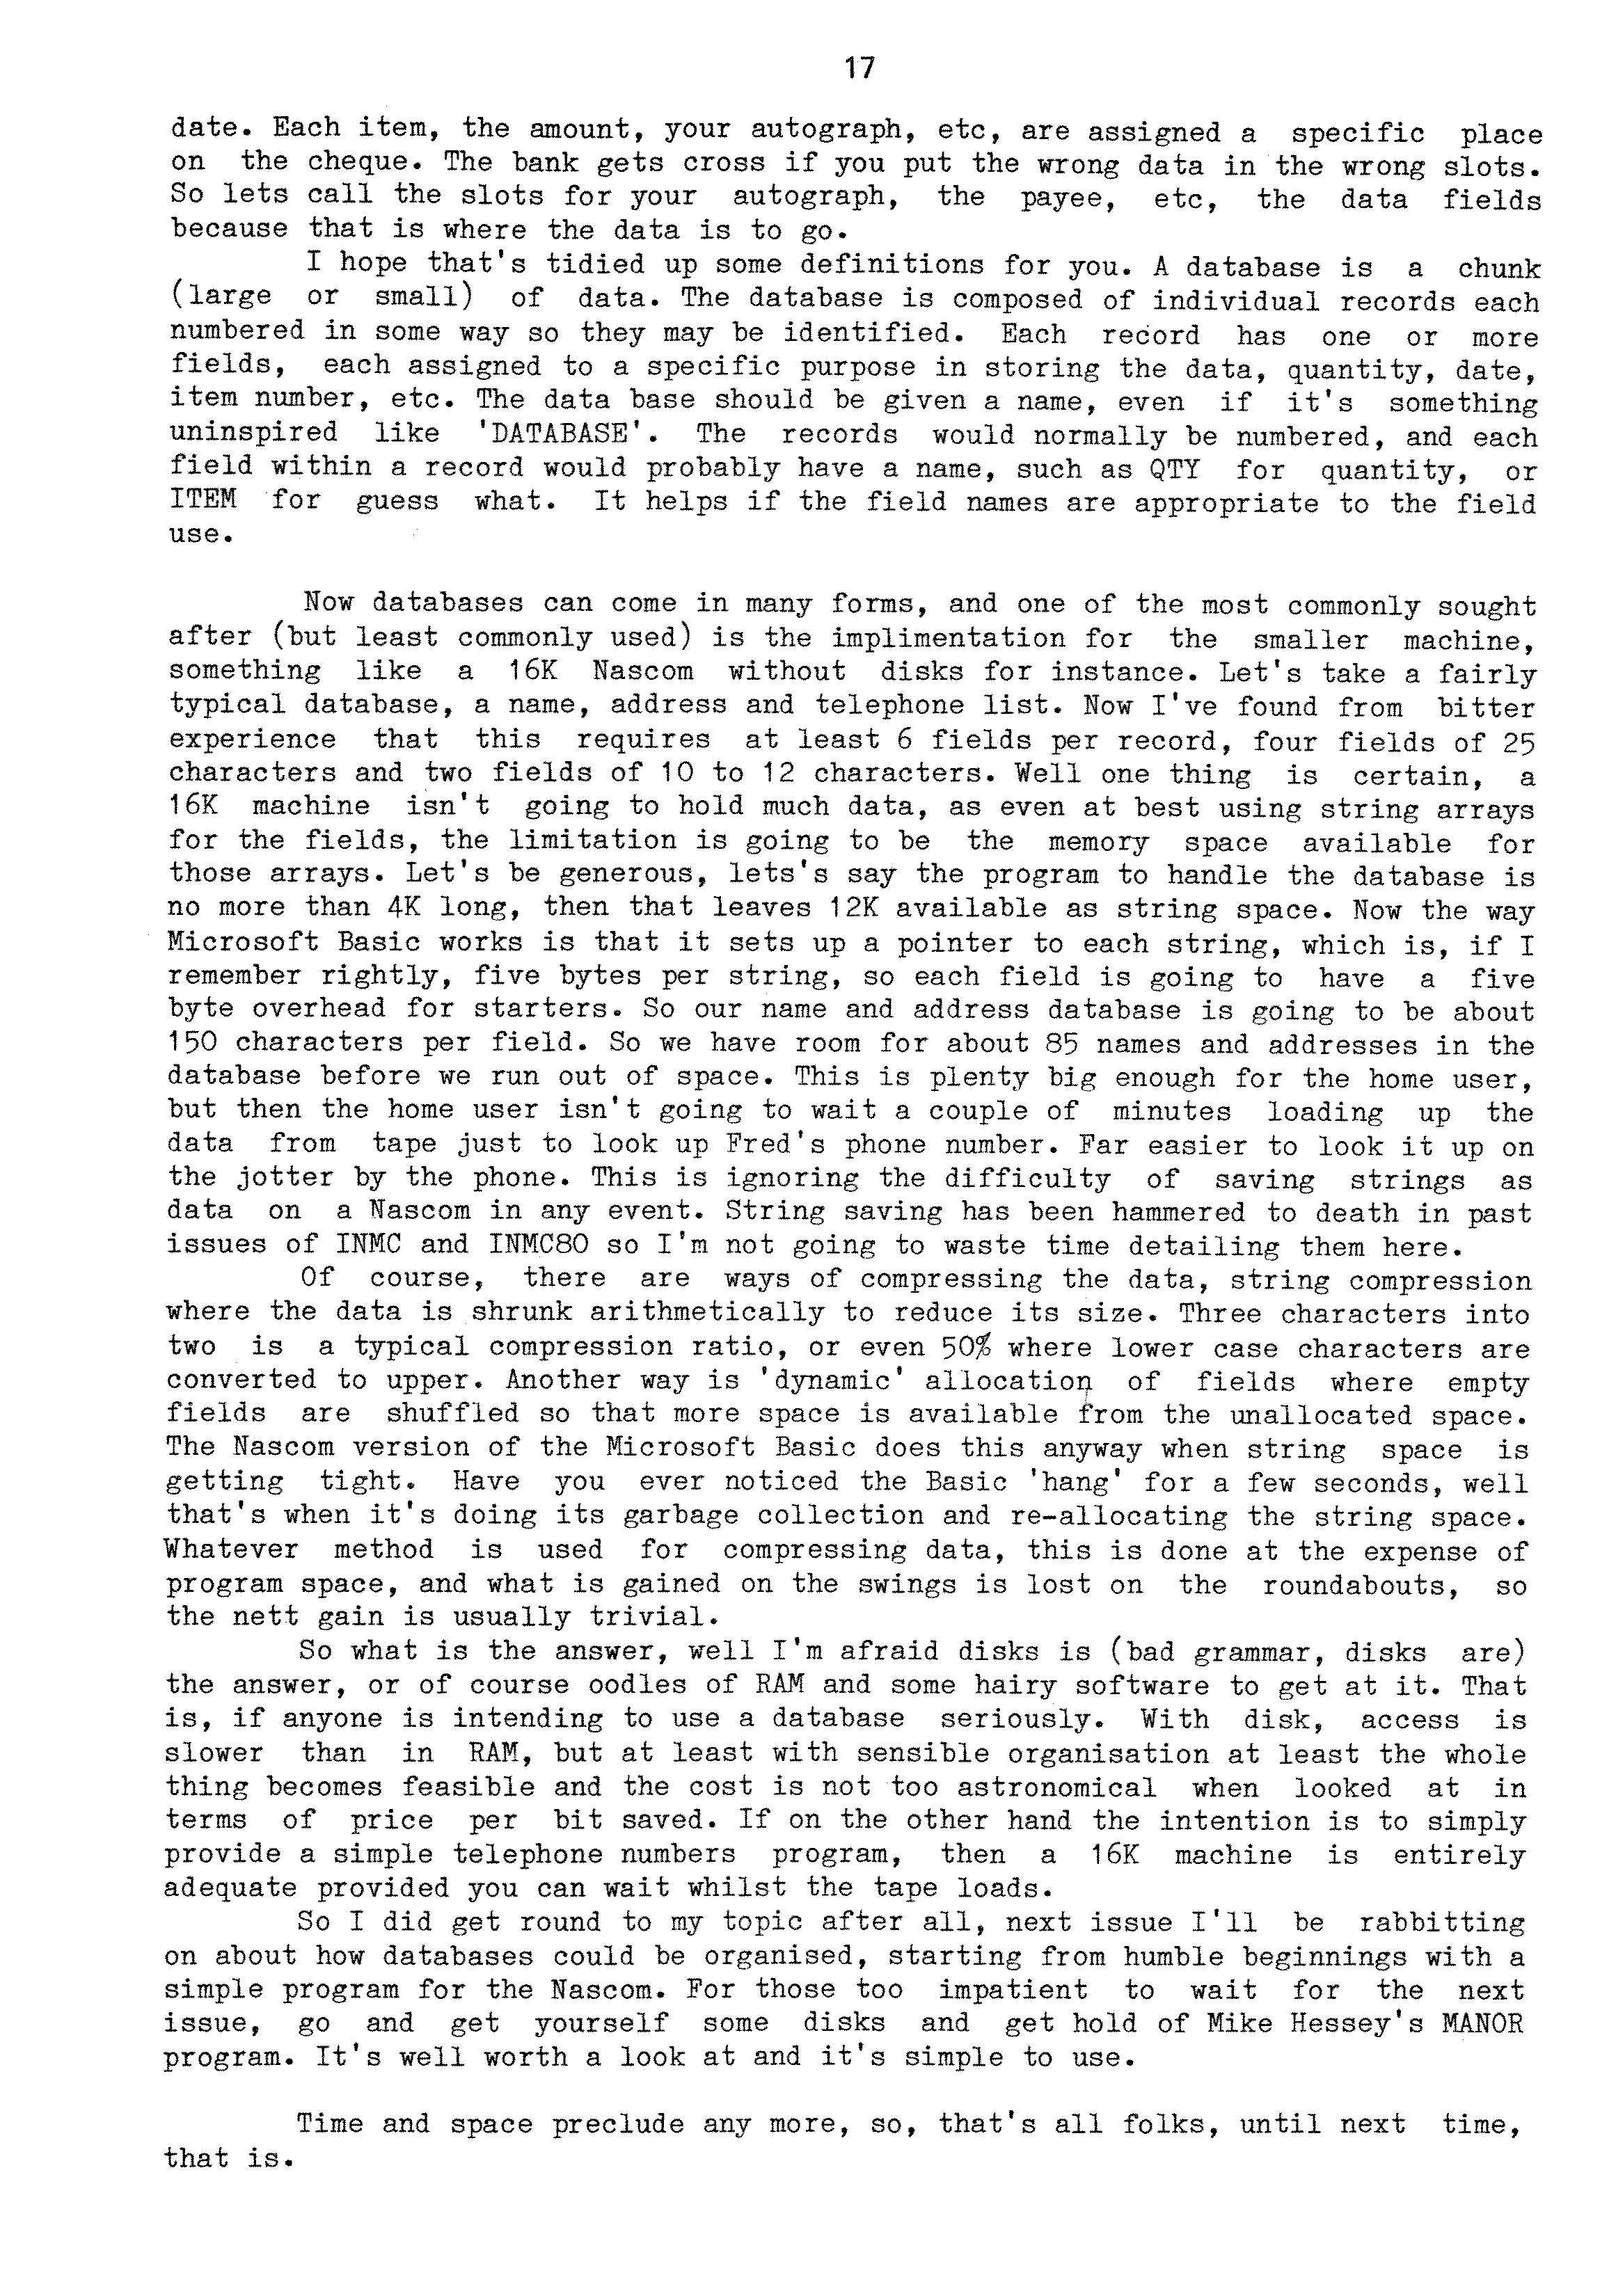 17
date. Each item, the amount, your autograph, etc, are assigned a specific place
on the cheque. The bank gets cross if you put the wrong data in the wrong slots.
So lets call the slots for your autograph, the payee, etc, the data fields
because that is where the data is to go.
I hope that's tidied up some definitions for you. A database is a chunk
(large or small) of data. The database is composed of individual records each
numbered in some way so they may be identified. Each record has one or more
fields, each assigned to a specific purpose in storing the data, quantity, date,
item number, etc. The data base should be given a name, even if it's something
uninspired like 'DATABASE'. The records would normally be numbered, and each
field within a record would probably have a name, such as QTY for quantity, or
ITEM for guess what. It helps if the field names are appropriate to the field
use.
Now databases can come in many forms, and one of the most commonly sought
after (but least commonly used) is the implimentation for the smaller machine,
something like a 16K Nascom without disks for instance. Let's take a fairly
typical database, a name, address and telephone list. Now I've found from bitter
experience that this requires at least 6 fields per record, four fields of 25
characters and two fields of 10 to 12 characters. Well one thing is certain, a
16K machine isn't going to hold much data, as even at best using string arrays
for the fields, the limitation is going to be the memory space available for
those arrays. Let's be generous, lets's say the program to handle the database is
no more than 4K long, then that leaves 12K available as string space. Now the way
Microsoft Basic works is that it sets up a pointer to each string, which is, if I
remember rightly, five bytes per string, so each field is going to have a five
byte overhead for starters. So our name and address database is going to be about
150 characters per field. So we have room for about 85 names and addresses in the
database before we run out of space. This is plenty big enough for the home user,
but then the home user isn't going to wait a couple of minutes loading up the
data from tape just to look up Fred's phone number. Far easier to look it up on
the jotter by the phone. This is ignoring the difficulty of saving strings as
data on a Nascom in any event. String saving has been hammered to death in past
issues of INMC and INMC80 so I'm not going to waste time detailing them here.
Of course, there are ways of compressing the data, string compression
where the data is shrunk arithmetically to reduce its size. Three characters into
two is a typical compression ratio, or even 50% where lower case characters are
converted to upper. Another way is 'dynamic' allocation of fields where empty
fields are shuffled so that more space is available from the unallocated space.
The Nascom version of the Microsoft Basic does this anyway when string space is
getting tight. Have you ever noticed the Basic 'hang' for a few seconds, well
that's when it's doing its garbage collection and re-allocating the string space.
Whatever method is used for compressing data, this is done at the expense of
program space, and what is gained on the swings is lost on the roundabouts, so
the nett gain is usually trivial.
So what is the answer, well I'm afraid disks is (bad grammar, disks are)
the answer, or of course oodles of RAM and some hairy software to get at it. That
is, if anyone is intending to use a database seriously. With disk, access is
slower than in RAM, but at least with sensible organisation at least the whole
thing becomes feasible and the cost is not too astronomical when looked at in
terms of price per bit saved. If on the other hand the intention is to simply
provide a simple telephone numbers program, then a 16K machine is entirely
adequate provided you can wait whilst the tape loads.
So I did get round to my topic after all, next issue I'll be rabbitting
on about how databases could be organised, starting from humble beginnings with a
simple program for the Nascom. For those too impatient to wait for the next
issue, go and get yourself some disks and get hold of Mike Hessey's MANOR
program. It's well worth a look at and it's simple to use.
Time and space preclude any more, so, that's all folks, until next time,
that is.